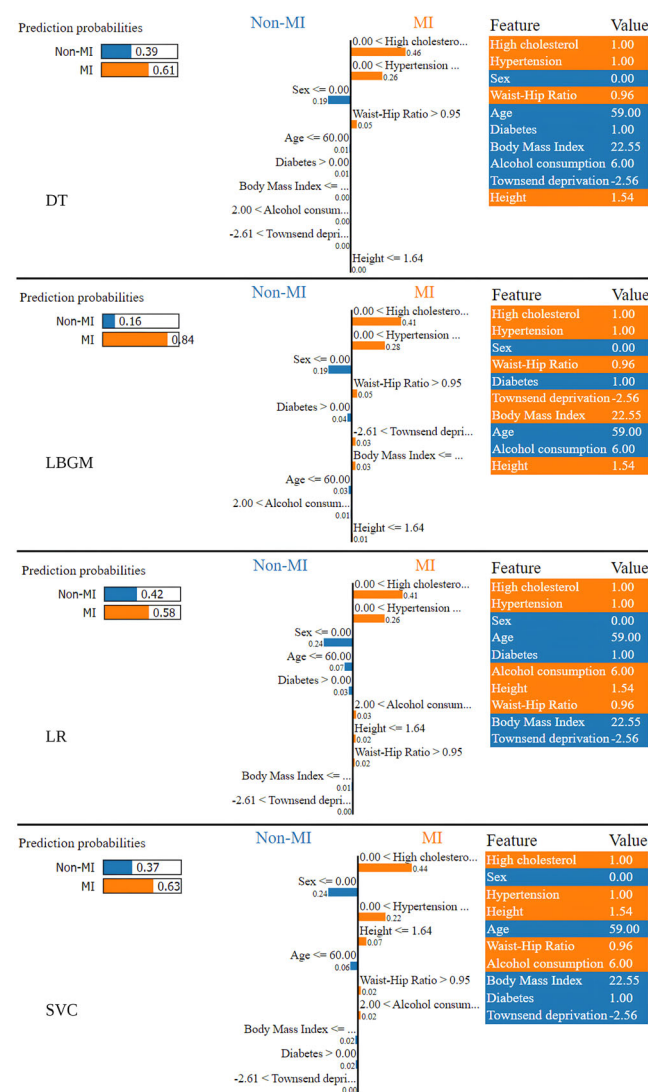 Prediction probabilities
Non-MI 0.39
MI 0.61
DT
Non-MI MI
0.00 < High cholestero...
0.46
0.00 < Hypertension ...
0.26
Sex <= 0.00
0.19
Waist-Hip Ratio > 0.95
0.05
Age <= 60.00
0.01
Diabetes > 0.00
0.01
Body Mass Index <= ...
0.00
2.00 < Alcohol consum...
0.00
-2.61 < Townsend depri...
0.00
Height <= 1.64
0.00
Feature Value
High cholesterol 1.00
Hypertension 1.00
Sex 0.00
Waist-Hip Ratio 0.96
Age 59.00
Diabetes 1.00
Body Mass Index 22.55
Alcohol consumption 6.00
Townsend deprivation -2.56
Height 1.54
Prediction probabilities
Non-MI 0.16
MI 0.84
LBGM
Non-MI MI
0.00 < High cholestero...
0.41
0.00 < Hypertension ...
0.28
Sex <= 0.00
0.19
Waist-Hip Ratio > 0.95
0.05
Diabetes > 0.00
0.04
-2.61 < Townsend depri...
0.03
Body Mass Index <= ...
0.03
Age <= 60.00
0.03
2.00 < Alcohol consum...
0.01
Height <= 1.64
0.01
Feature Value
High cholesterol 1.00
Hypertension 1.00
Sex 0.00
Waist-Hip Ratio 0.96
Diabetes 1.00
Townsend deprivation -2.56
Body Mass Index 22.55
Age 59.00
Alcohol consumption 6.00
Height 1.54
Prediction probabilities
Non-MI 0.42
MI 0.58
LR
Non-MI MI
0.00 < High cholestero...
0.41
0.00 < Hypertension ...
0.26
Sex <= 0.00
0.24
Age <= 60.00
0.07
Diabetes > 0.00
0.03
2.00 < Alcohol consum...
0.03
Height <= 1.64
0.02
Waist-Hip Ratio > 0.95
0.02
Body Mass Index <= ...
0.01
-2.61 < Townsend depri...
0.00
Feature Value
High cholesterol 1.00
Hypertension 1.00
Sex 0.00
Age 59.00
Diabetes 1.00
Alcohol consumption 6.00
Height 1.54
Waist-Hip Ratio 0.96
Body Mass Index 22.55
Townsend deprivation -2.56
Prediction probabilities
Non-MI 0.37
MI 0.63
SVC
Non-MI MI
0.00 < High cholestero...
0.44
Sex <= 0.00
0.24
0.00 < Hypertension ...
0.22
Height <= 1.64
0.07
Age <= 60.00
0.06
Waist-Hip Ratio > 0.95
0.02
2.00 < Alcohol consum...
0.02
Body Mass Index <= ...
0.02
Diabetes > 0.00
0.02
-2.61 < Townsend depri...
0.00
Feature Value
High cholesterol 1.00
Sex 0.00
Hypertension 1.00
Height 1.54
Age 59.00
Waist-Hip Ratio 0.96
Alcohol consumption 6.00
Body Mass Index 22.55
Diabetes 1.00
Townsend deprivation -2.56